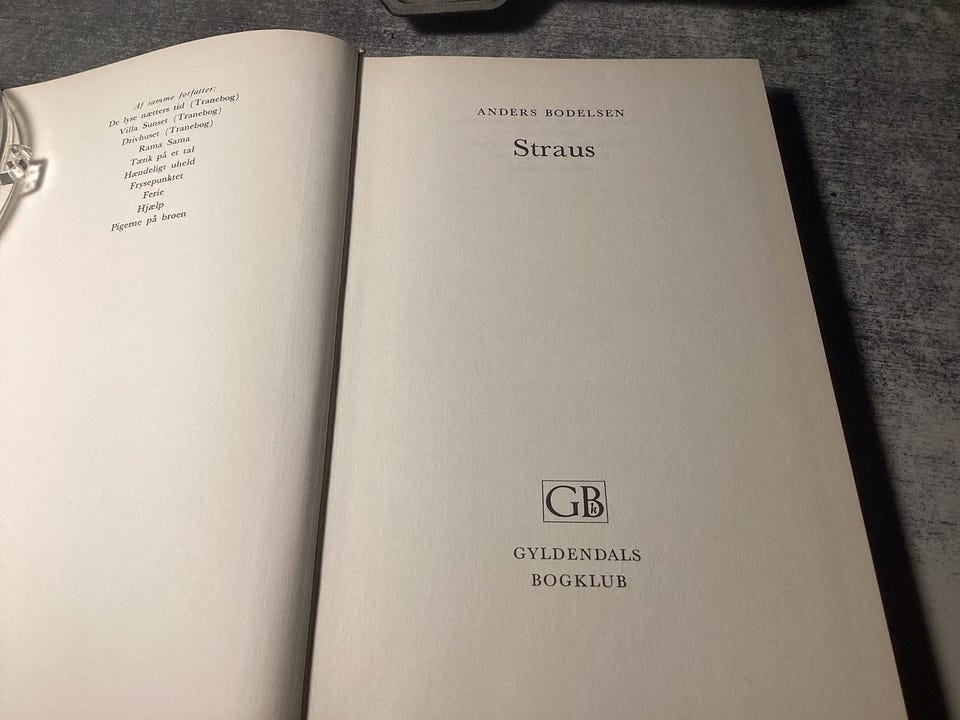 Af samme forfatter:
De lyse nætters tid (Tranebog)
Villa Sunset (Tranebog)
Drivhuset (Tranebog)
Rama Sama
Tænk på et tal
Hændeligt uheld
Frysepunktet
Ferie
Hjælp
Pigerne på broen
ANDERS BODELSEN
Straus
GBk
GYLDENDALS
BOGKLUB